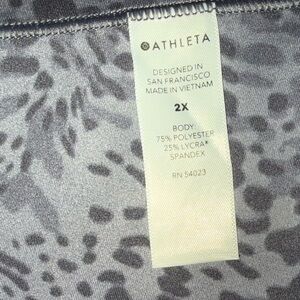 ATHLETA
DESIGNED IN
SAN FRANCISCO
MADE IN VIETNAM
2X
BODY:
75% POLYESTER
25% LYCRA®
SPANDEX
RN 54023